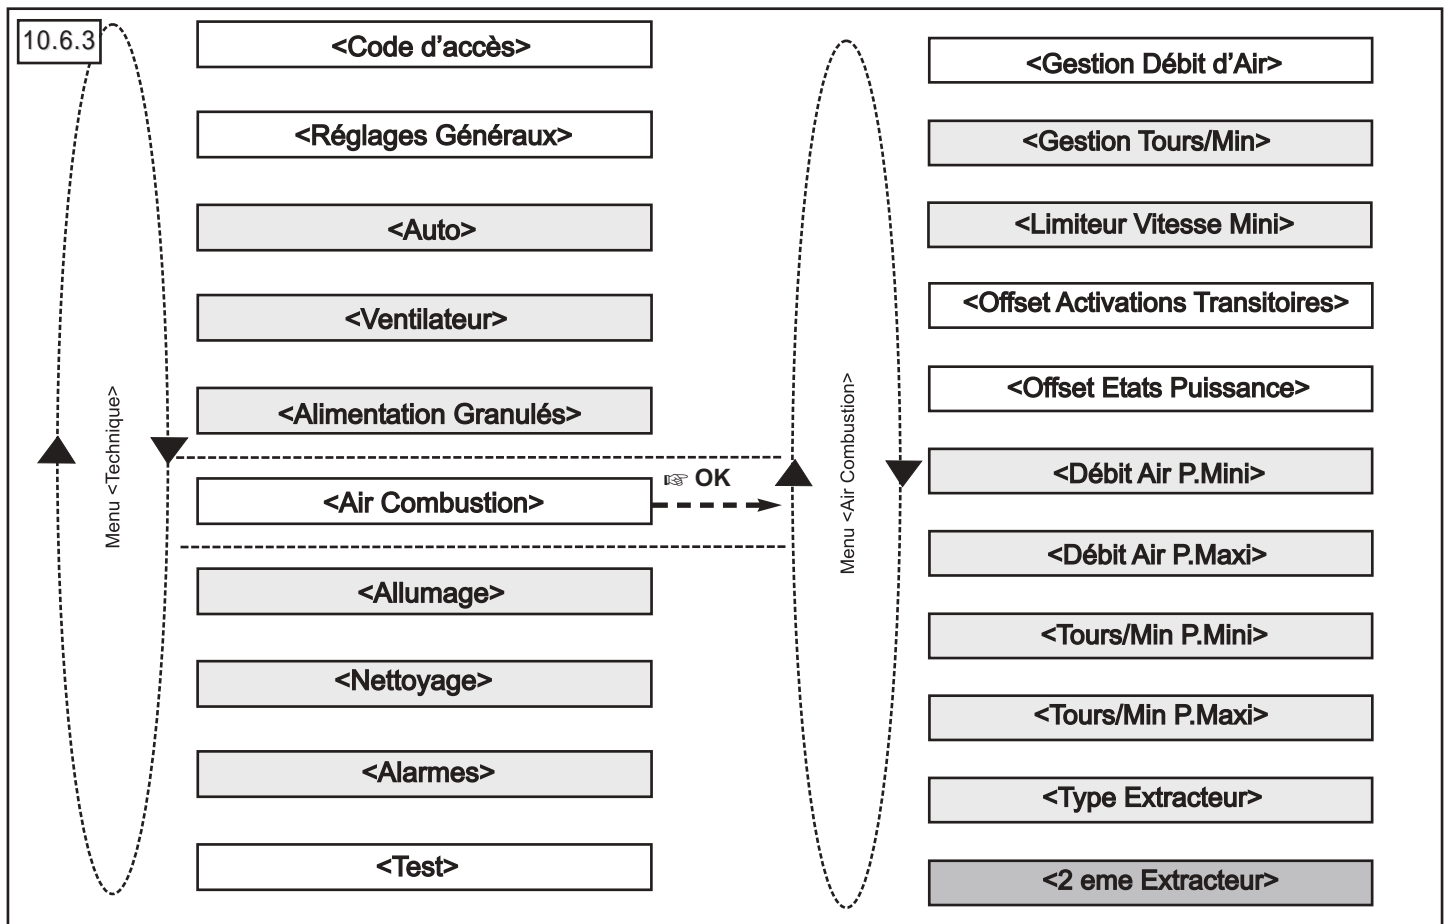 10.6.3
Menu <Technique>
<Code d'accès>
<Réglages Généraux>
<Auto>
<Ventilateur>
<Alimentation Granulés>
<Air Combustion>
☞ OK
<Allumage>
<Nettoyage>
<Alarmes>
<Test>
Menu <Air Combustion>
<Gestion Débit d'Air>
<Gestion Tours/Min>
<Limiteur Vitesse Mini>
<Offset Activations Transitoires>
<Offset Etats Puissance>
<Débit Air P.Mini>
<Débit Air P.Maxi>
<Tours/Min P.Mini>
<Tours/Min P.Maxi>
<Type Extracteur>
<2 eme Extracteur>